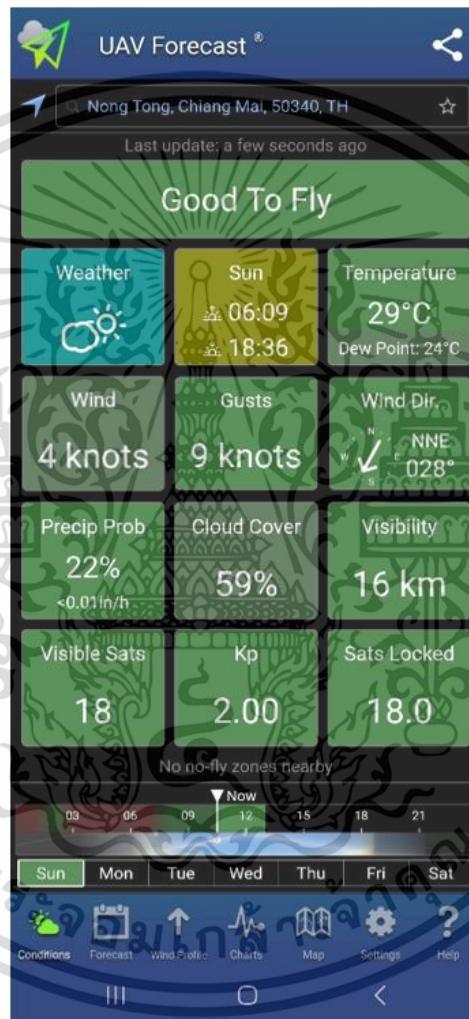 UAV Forecast ®
Nong Tong, Chiang Mai, 50340, TH
Last update: a few seconds ago
Good To Fly
Weather Sun Temperature
06:09 29°C
18:36 Dew Point: 24°C
Wind Gusts Wind Dir.
4 knots 9 knots N W E S NNE 028°
Precip Prob Cloud Cover Visibility
22% 59% 16 km
<0.01in/h
Visible Sats Kp Sats Locked
18 2.00 18.0
No no-fly zones nearby
Now
03 06 09 12 15 18 21
Sun Mon Tue Wed Thu Fri Sat
Conditions Forecast Wind Profile Charts Map Settings Help